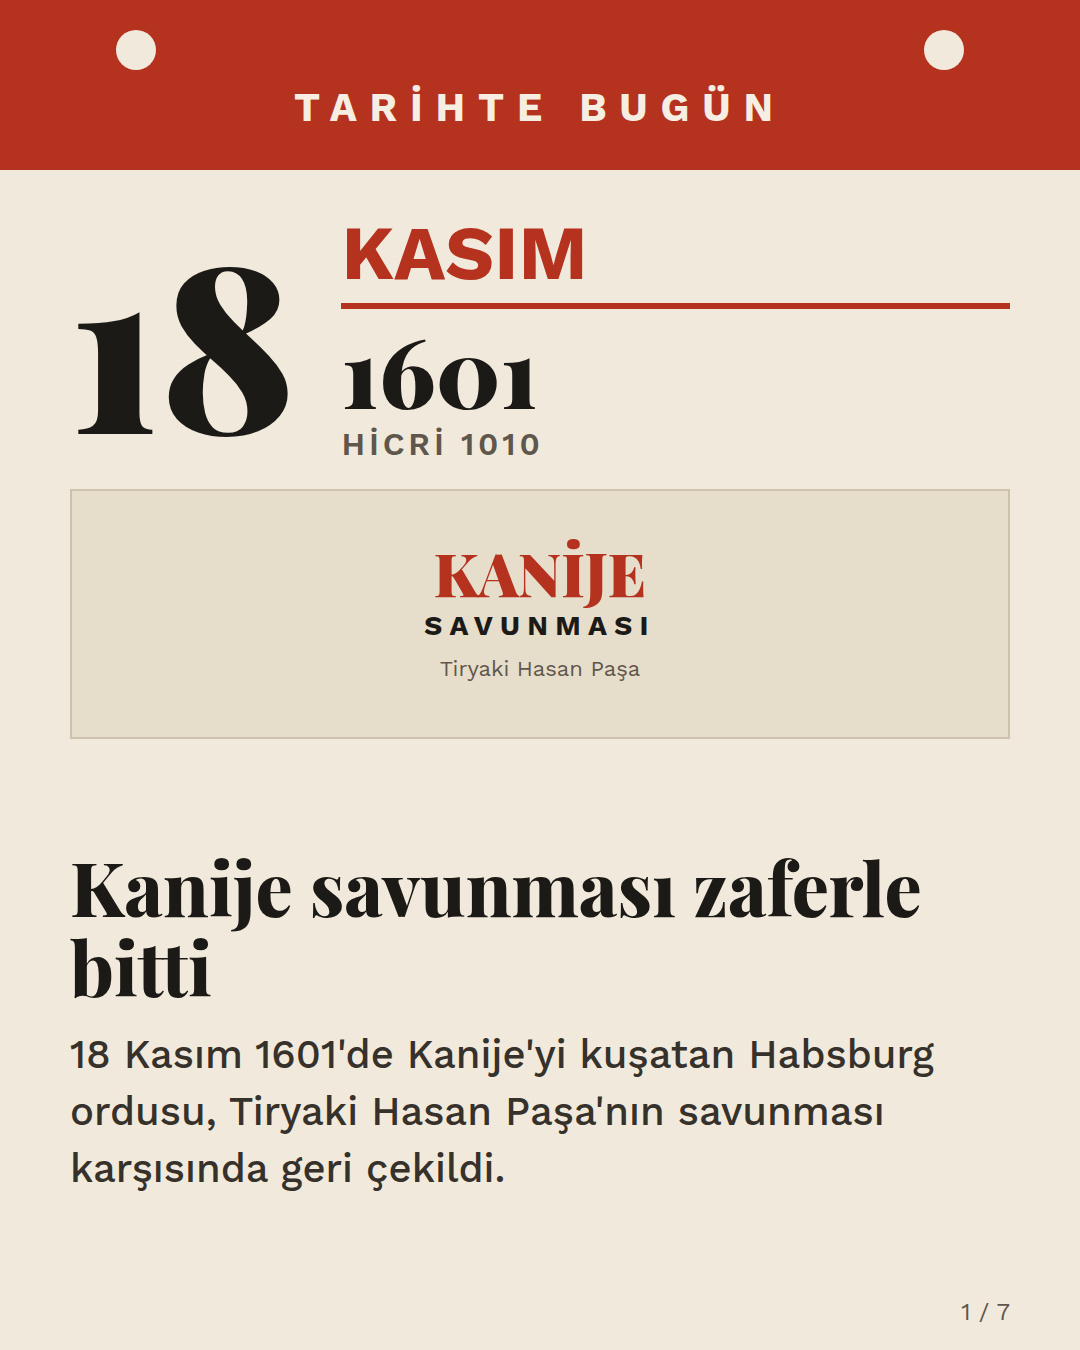 TARİHTE BUGÜN
18
KASIM
1601
HİCRİ 1010
KANİJE
SAVUNMASI
Tiryaki Hasan Paşa
Kanije savunması zaferle
bitti
18 Kasım 1601'de Kanije'yi kuşatan Habsburg
ordusu, Tiryaki Hasan Paşa'nın savunması
karşısında geri çekildi.
1 / 7